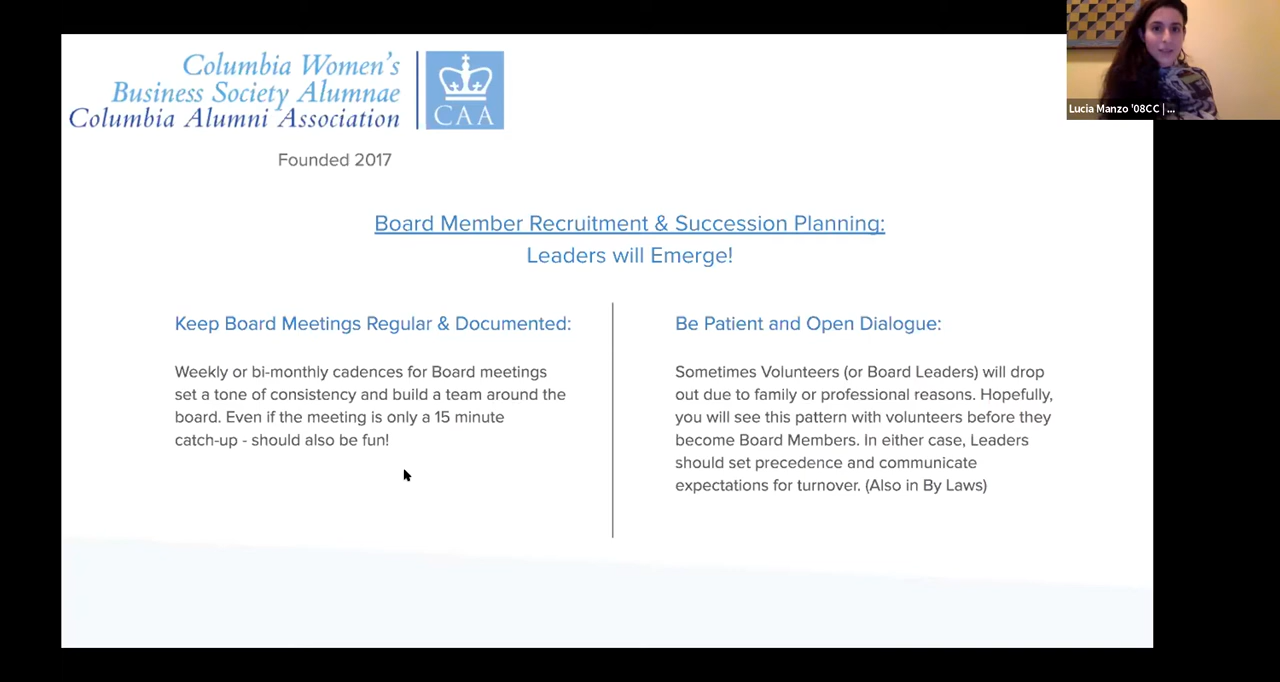 Columbia Women's
Business Society Alumnae
Columbia Alumni Association
CAA
Founded 2017
Lucia Manzo '08CC | ...
Board Member Recruitment & Succession Planning:
Leaders will Emerge!
Keep Board Meetings Regular & Documented:
Weekly or bi-monthly cadences for Board meetings
set a tone of consistency and build a team around the
board. Even if the meeting is only a 15 minute
catch-up - should also be fun!
Be Patient and Open Dialogue:
Sometimes Volunteers (or Board Leaders) will drop
out due to family or professional reasons. Hopefully,
you will see this pattern with volunteers before they
become Board Members. In either case, Leaders
should set precedence and communicate
expectations for turnover. (Also in By Laws)